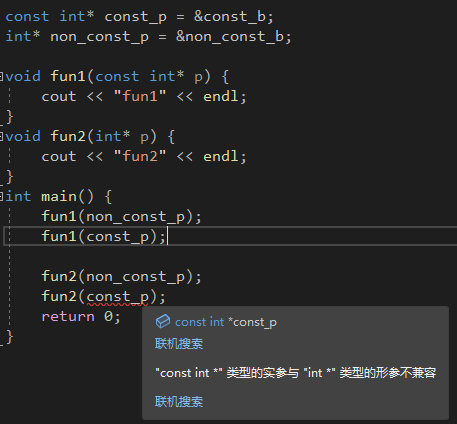 const int* const_p = &const_b;
int* non_const_p = &non_const_b;
void fun1(const int* p) {
cout << "fun1" << endl;
}
void fun2(int* p) {
cout << "fun2" << endl;
}
int main() {
fun1(non_const_p);
fun1(const_p);
fun2(non_const_p);
fun2(const_p);
return 0;
}
const int *const_p
联机搜索
"const int *" 类型的实参与 "int *" 类型的形参不兼容
联机搜索